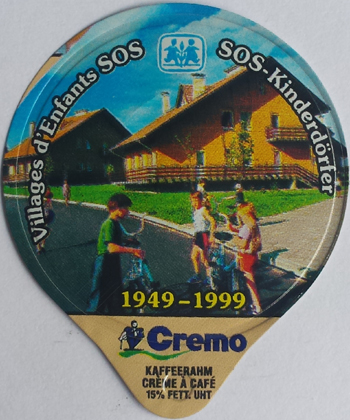 Villages d'Enfants SOS
SOS-Kinderdörfer
1949-1999
Cremo
KAFFEERAHM
CRÈME À CAFÉ
15% FETT. UHT